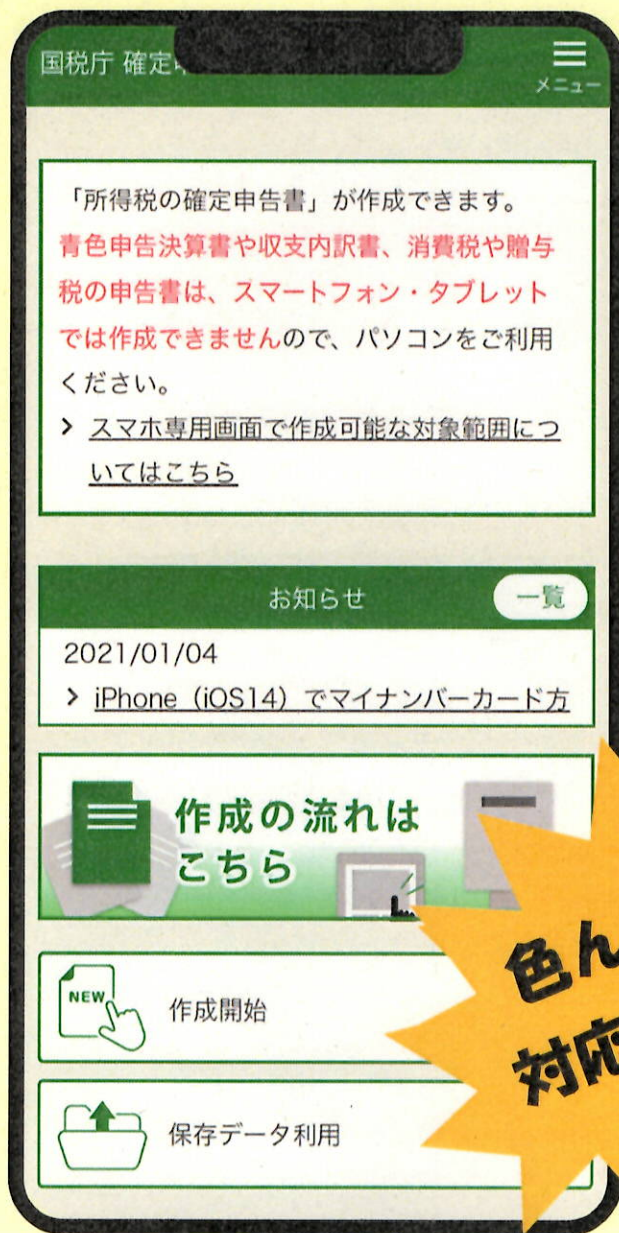 国税庁 確定
メニュー
「所得税の確定申告書」が作成できます。
青色申告決算書や収支内訳書、消費税や贈与
税の申告書は、スマートフォン・タブレット
では作成できませんので、パソコンをご利用
ください。
> スマホ専用画面で作成可能な対象範囲につ
いてはこちら
お知らせ
一覧
2021/01/04
> iPhone（iOS14）でマイナンバーカード方
作成の流れは
こちら
NEW
作成開始
保存データ利用
色ん
対応